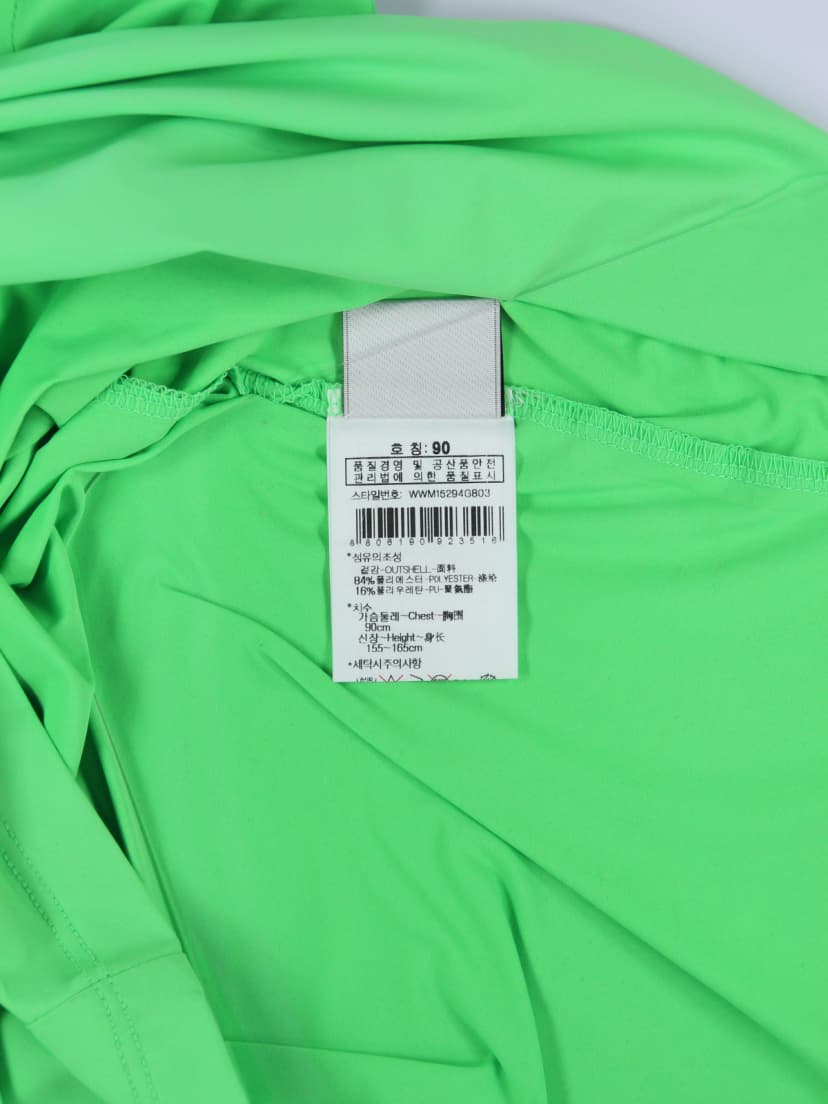 호 칭: 90
품질경영 및 공산품안전
관리법에 의한 품질표시
스타일번호: WWM15294G803
8 806190 923516
*섬유의조성
겉감-OUTSHELL-面料
84%폴리에스터-POLYESTER-涤纶
16%폴리우레탄-PU-聚氨酯
*치수
가슴둘레-Chest-胸围
90cm
신장-Height-身长
155-165cm
*세탁시주의사항